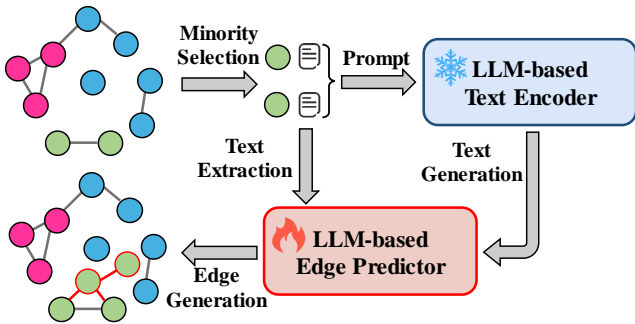 Minority
Selection
Prompt
LLM-based
Text Encoder
Text
Extraction
Text
Generation
LLM-based
Edge Predictor
Edge
Generation